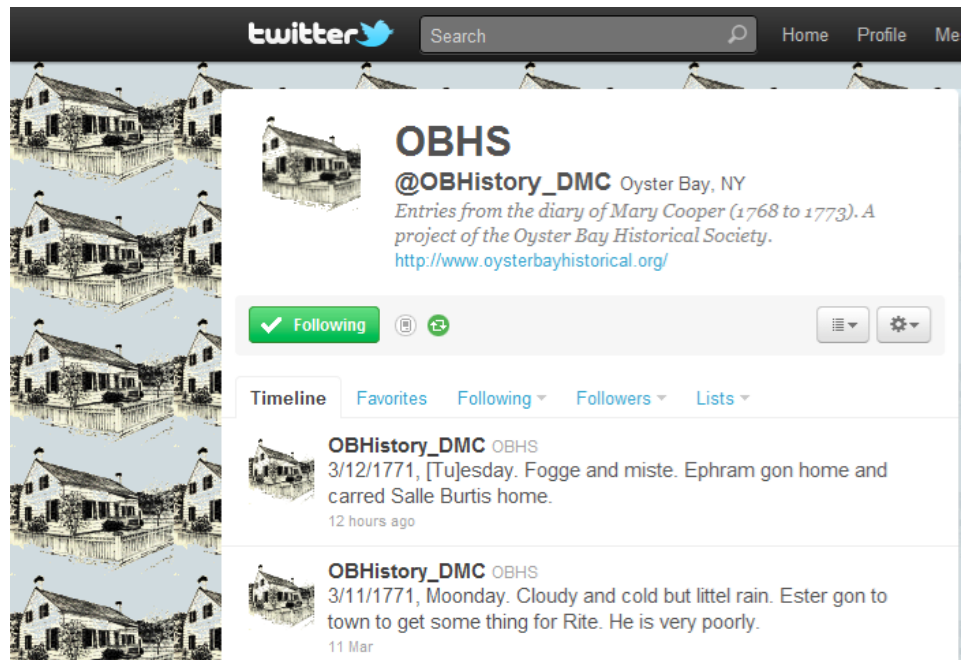 twitter
Search
Home Profile Me
OBHS
@OBHistory_DMC Oyster Bay, NY
Entries from the diary of Mary Cooper (1768 to 1773). A
project of the Oyster Bay Historical Society.
http://www.oysterbayhistorical.org/
Following
Timeline Favorites Following Followers Lists
OBHistory_DMC OBHS
3/12/1771, [Tu]esday. Fogge and miste. Ephram gon home and
carred Salle Burtis home.
12 hours ago
OBHistory_DMC OBHS
3/11/1771, Moonday. Cloudy and cold but littel rain. Ester gon to
town to get some thing for Rite. He is very poorly.
11 Mar